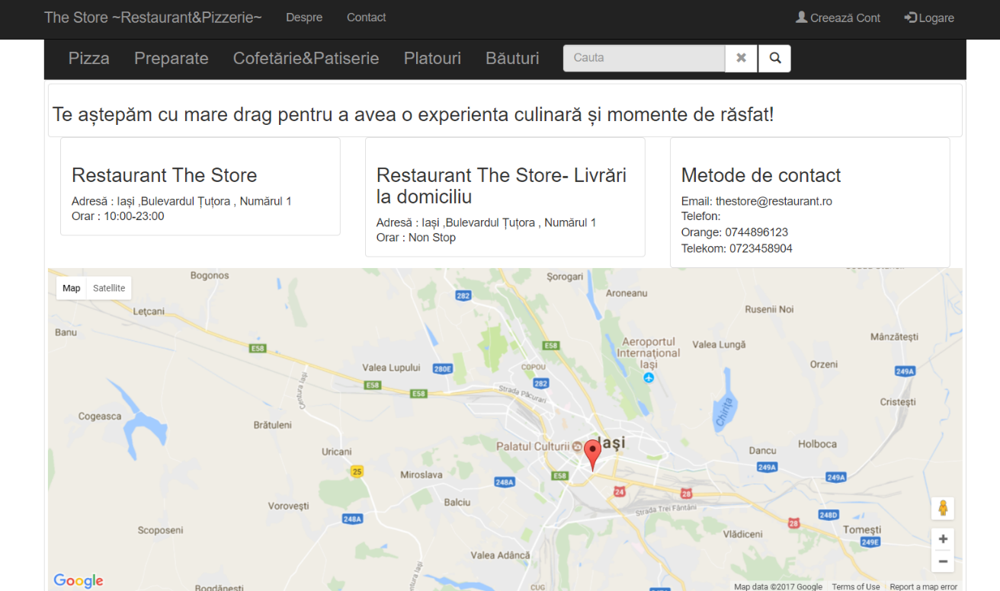 The Store ~Restaurant&Pizzerie~
Despre
Contact
Creează Cont
Logare
Pizza
Preparate
Cofetărie&Patiserie
Platouri
Băuturi
Cauta
Te aștepăm cu mare drag pentru a avea o experienta culinară și momente de răsfat!
Restaurant The Store
Adresă : Iași ,Bulevardul Țuțora , Numărul 1
Orar : 10:00-23:00
Restaurant The Store- Livrări
la domiciliu
Adresă : Iași ,Bulevardul Țuțora , Numărul 1
Orar : Non Stop
Metode de contact
Email: thestore@restaurant.ro
Telefon:
Orange: 0744896123
Telekom: 0723458904
Map
Satellite
Bogonos
Șorogari
282
Aroneanu
Lețcani
Rusenii Noi
Banu
Mânzătești
E58
E58
Aeroportul
Internațional
Iași
Valea Lungă
Valea Lupului
280E
COPOU
Orzeni
249A
E58
282
Centura Iași
E58
Strada Păcurari
Cristești
Chirița
Cogeasca
Brătuleni
Palatul Culturii
Iași
Holboca
Uricani
Dancu
249A
25
Miroslava
E58
248A
249A
24
28
Balciu
Strada Trei Fântâni
Vorovești
248A
248D
28
Scoposeni
Tomești
Vlădiceni
249E
Valea Adâncă
Google
Bogdănești
CUG
Map data ©2017 Google
Terms of Use
Report a map error